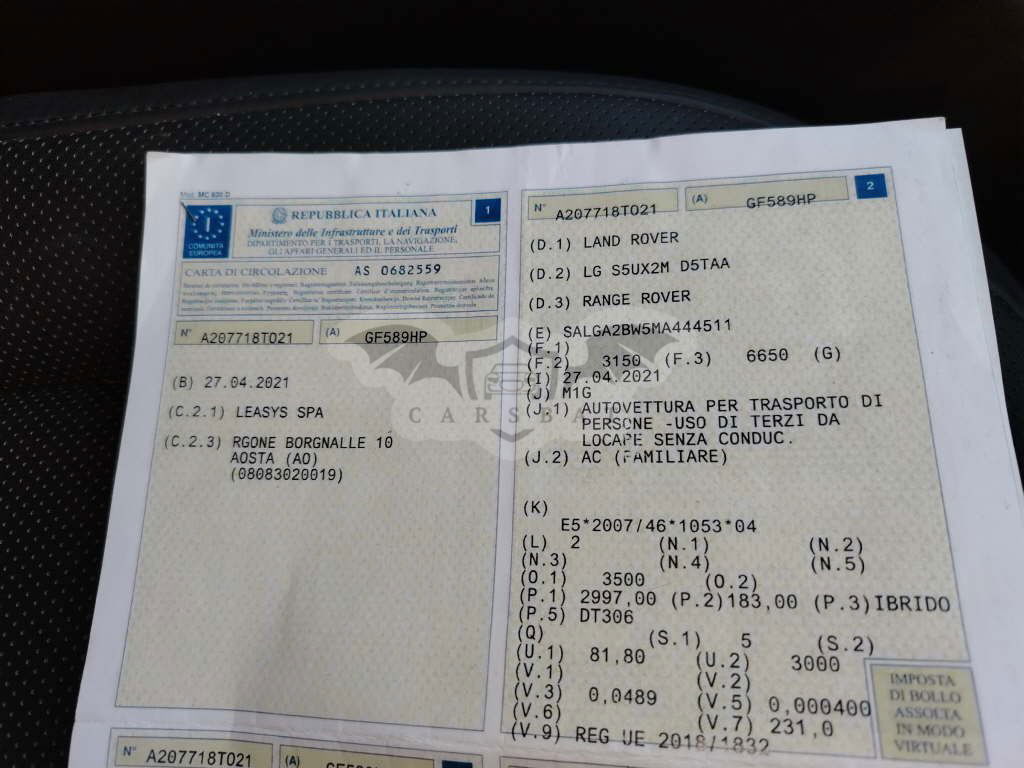 Mod. MC 820 D
REPUBBLICA ITALIANA
1
Ministero delle Infrastrutture e dei Trasporti
DIPARTIMENTO PER I TRASPORTI, LA NAVIGAZIONE,
GLI AFFARI GENERALI ED IL PERSONALE
I
COMUNITÀ
EUROPEA
CARTA DI CIRCOLAZIONE AS 0682559
N° A207718TO21 (A) GF589HP
(B) 27.04.2021
(C.2.1) LEASYS SPA
(C.2.3) RGONE BORGNALLE 10
AOSTA (AO)
(08083020019)
N° A207718TO21 (A) GF589HP 2
(D.1) LAND ROVER
(D.2) LG S5UX2M D5TAA
(D.3) RANGE ROVER
(E) SALGA2BW5MA444511
(F.1)
(F.2) 3150 (F.3) 6650 (G)
(I) 27.04.2021
(J) M1G
(J.1) AUTOVETTURA PER TRASPORTO DI
PERSONE -USO DI TERZI DA
LOCARE SENZA CONDUC.
(J.2) AC (FAMILIARE)
(K)
E5*2007/46*1053*04
(L) 2 (N.1) (N.2)
(N.3) (N.4) (N.5)
(O.1) 3500 (O.2)
(P.1) 2997,00 (P.2)183,00 (P.3)IBRIDO
(P.5) DT306
(Q) (S.1) 5 (S.2)
(U.1) 81,80 (U.2) 3000
(V.1) (V.2)
(V.3) 0,0489 (V.5) 0,000400
(V.6) (V.7) 231,0
(V.9) REG UE 2018/1832
IMPOSTA
DI BOLLO
ASSOLTA
IN MODO
VIRTUALE
N° A207718TO21 (A)
CARSBA